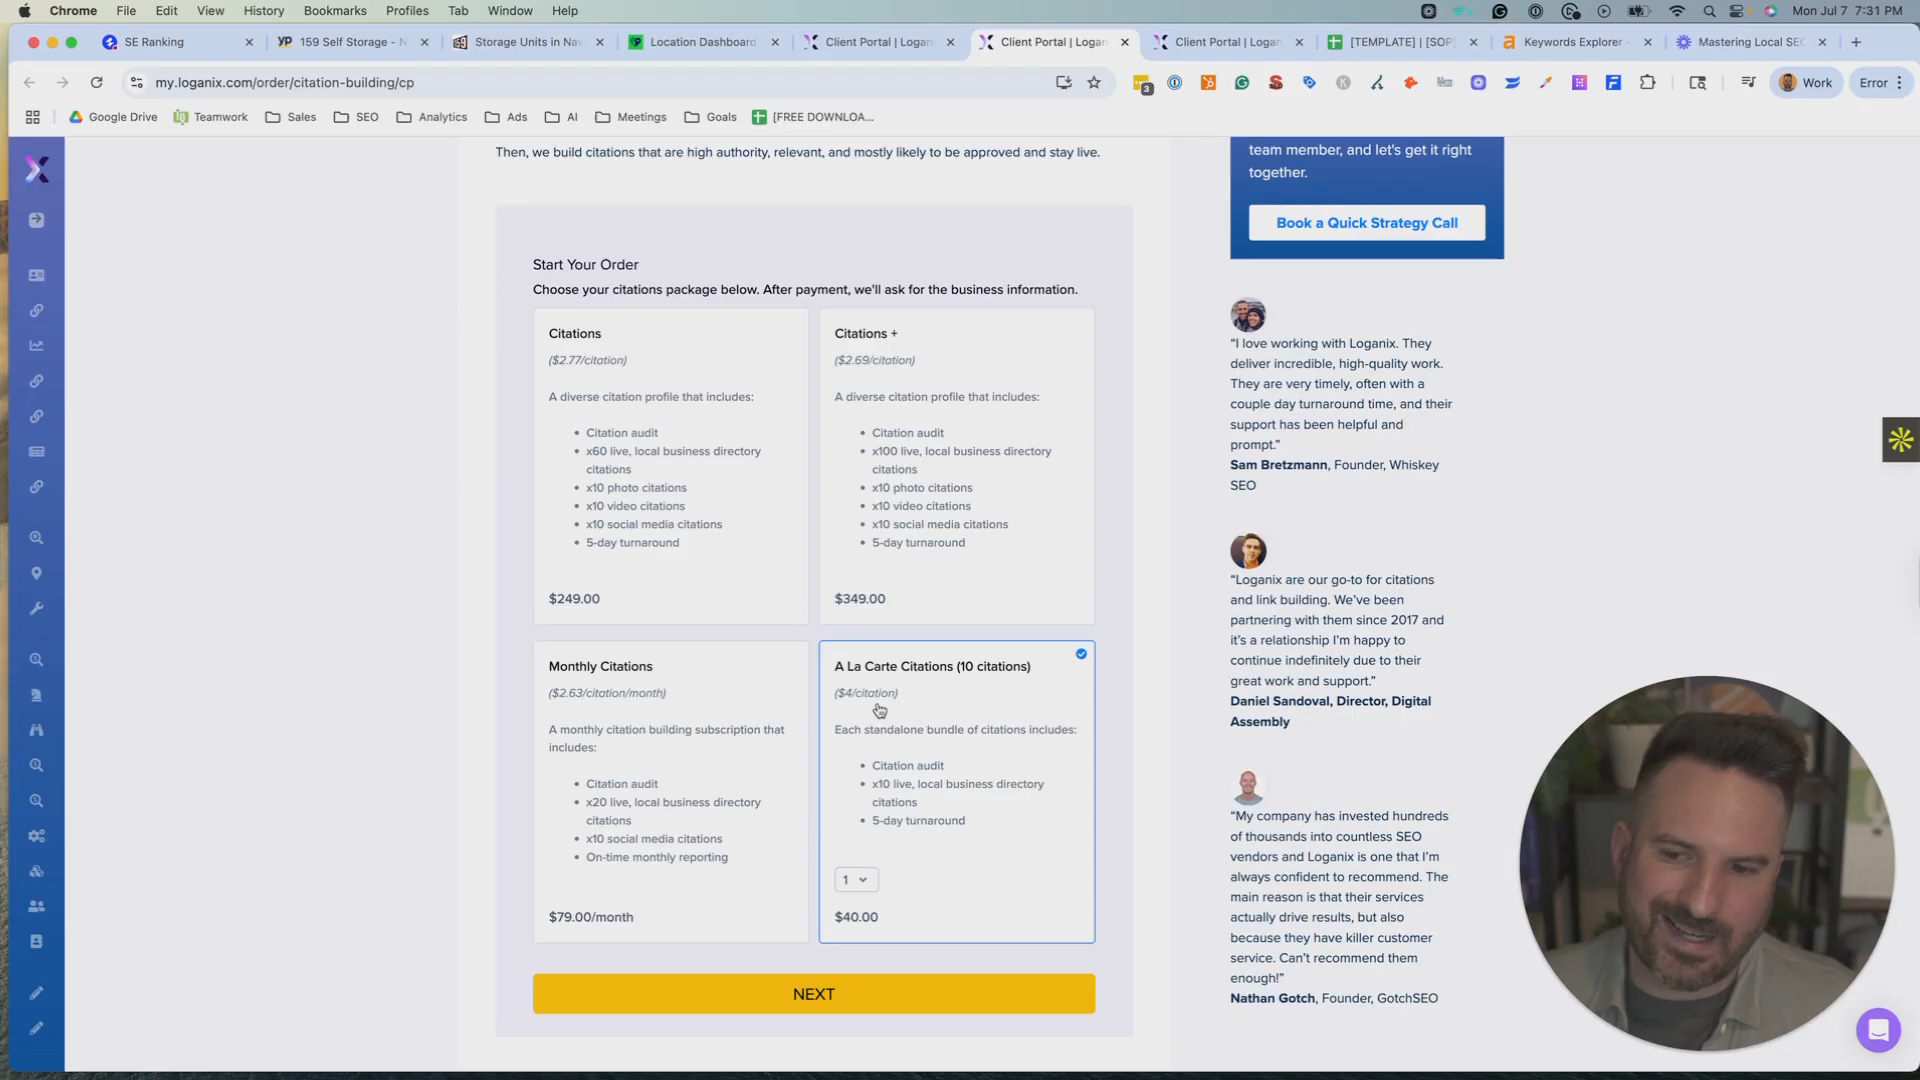 Chrome File Edit View History Bookmarks Profiles Tab Window Help
Mon Jul 7 7:31 PM
SE Ranking
159 Self Storage - N
Storage Units in Nav
Location Dashboard
Client Portal | Logan
Client Portal | Logan
Client Portal | Logan
[TEMPLATE] | [SOP]
Keywords Explorer -
Mastering Local SEO
my.loganix.com/order/citation-building/cp
3
Work
Error
Google Drive
Teamwork
Sales
SEO
Analytics
Ads
AI
Meetings
Goals
[FREE DOWNLOA...
Then, we build citations that are high authority, relevant, and mostly likely to be approved and stay live.
Start Your Order
Choose your citations package below. After payment, we'll ask for the business information.
Citations
($2.77/citation)
A diverse citation profile that includes:
• Citation audit
• x60 live, local business directory
citations
• x10 photo citations
• x10 video citations
• x10 social media citations
• 5-day turnaround
$249.00
Citations +
($2.69/citation)
A diverse citation profile that includes:
• Citation audit
• x100 live, local business directory
citations
• x10 photo citations
• x10 video citations
• x10 social media citations
• 5-day turnaround
$349.00
Monthly Citations
($2.63/citation/month)
A monthly citation building subscription that
includes:
• Citation audit
• x20 live, local business directory
citations
• x10 social media citations
• On-time monthly reporting
$79.00/month
A La Carte Citations (10 citations)
($4/citation)
Each standalone bundle of citations includes:
• Citation audit
• x10 live, local business directory
citations
• 5-day turnaround
1
$40.00
NEXT
team member, and let's get it right
together.
Book a Quick Strategy Call
“I love working with Loganix. They
deliver incredible, high-quality work.
They are very timely, often with a
couple day turnaround time, and their
support has been helpful and
prompt.”
Sam Bretzmann, Founder, Whiskey
SEO
“Loganix are our go-to for citations
and link building. We’ve been
partnering with them since 2017 and
it’s a relationship I’m happy to
continue indefinitely due to their
great work and support.”
Daniel Sandoval, Director, Digital
Assembly
“My company has invested hundreds
of thousands into countless SEO
vendors and Loganix is one that I’m
always confident to recommend. The
main reason is that their services
actually drive results, but also
because they have killer customer
service. Can’t recommend them
enough!”
Nathan Gotch, Founder, GotchSEO